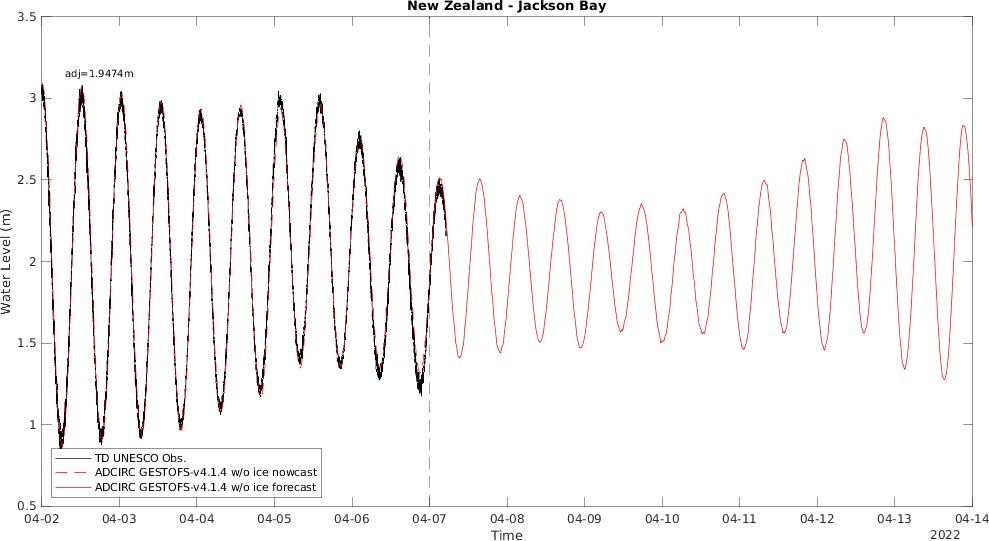 New Zealand - Jackson Bay
adj=1.9474m
3.5
3
2.5
2
1.5
1
0.5
Water Level (m)
TD UNESCO Obs.
ADCIRC GESTOFS-v4.1.4 w/o ice nowcast
ADCIRC GESTOFS-v4.1.4 w/o ice forecast
04-02 04-03 04-04 04-05 04-06 04-07 04-08 04-09 04-10 04-11 04-12 04-13 04-14
Time
2022